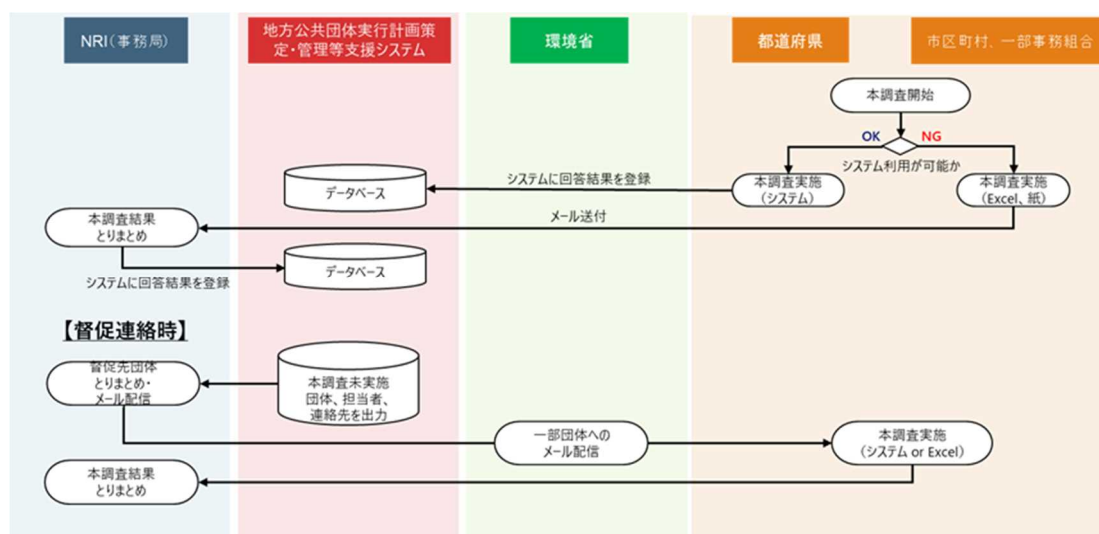 NRI(事務局)
地方公共団体実行計画策
定・管理等支援システム
環境省
都道府県
市区町村、一部事務組合
本調査開始
OK
NG
システム利用が可能か
本調査実施
(システム)
本調査実施
(Excel、紙)
システムに回答結果を登録
データベース
メール送付
本調査結果
とりまとめ
データベース
システムに回答結果を登録
【督促連絡時】
督促先団体
とりまとめ・
メール配信
本調査未実施
団体、担当者、
連絡先を出力
一部団体への
メール配信
本調査実施
(システム or Excel)
本調査結果
とりまとめ